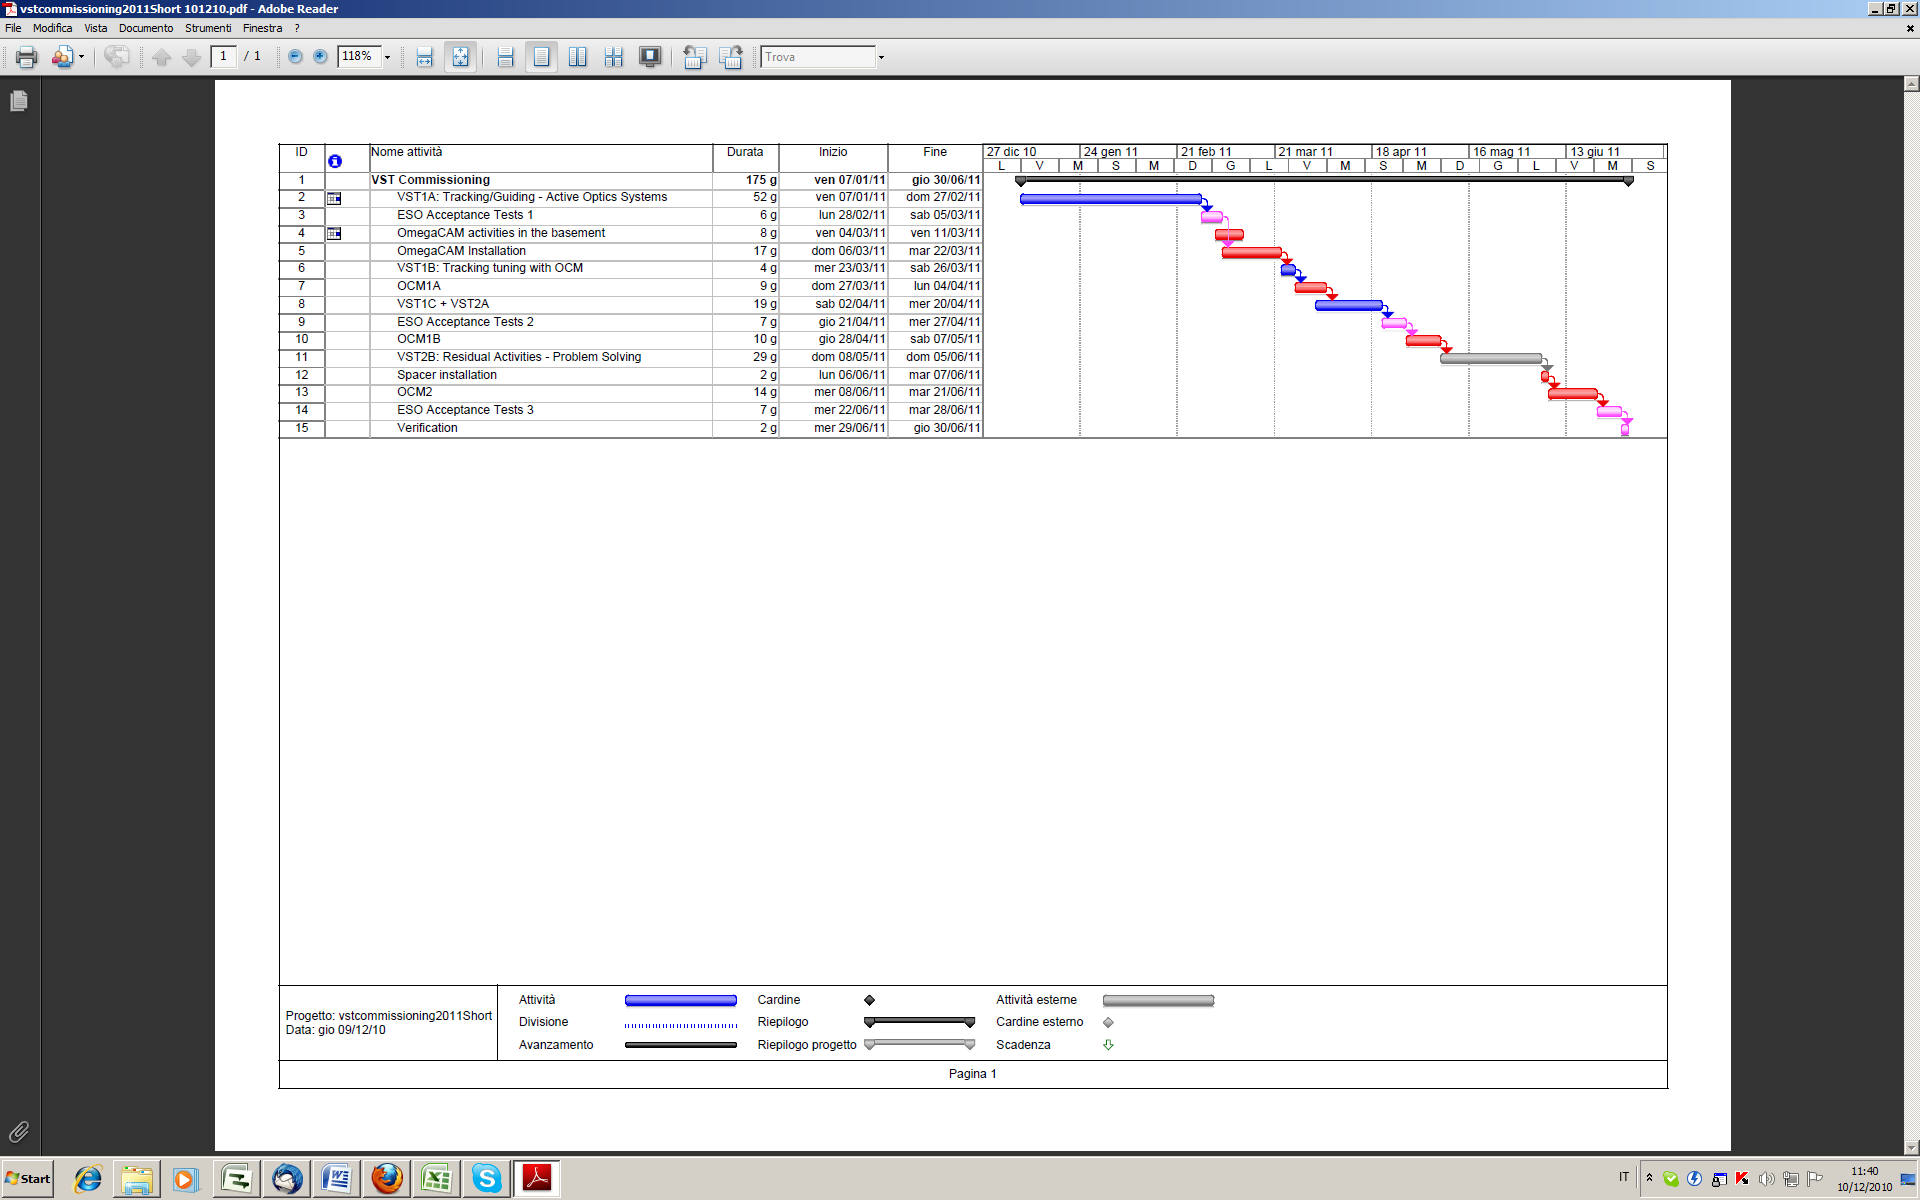 vstcommissioning2011Short 101210.pdf - Adobe Reader
File Modifica Vista Documento Strumenti Finestra ?
1 / 1 118% Trova
ID Nome attività Durata Inizio Fine 27 dic 10 24 gen 11 21 feb 11 21 mar 11 18 apr 11 16 mag 11 13 giu 11
L V M S M D G L V M S M D G L V M S
1 VST Commissioning 175 g ven 07/01/11 gio 30/06/11
2 VST1A: Tracking/Guiding - Active Optics Systems 52 g ven 07/01/11 dom 27/02/11
3 ESO Acceptance Tests 1 6 g lun 28/02/11 sab 05/03/11
4 OmegaCAM activities in the basement 8 g ven 04/03/11 ven 11/03/11
5 OmegaCAM Installation 17 g dom 06/03/11 mar 22/03/11
6 VST1B: Tracking tuning with OCM 4 g mer 23/03/11 sab 26/03/11
7 OCM1A 9 g dom 27/03/11 lun 04/04/11
8 VST1C + VST2A 19 g sab 02/04/11 mer 20/04/11
9 ESO Acceptance Tests 2 7 g gio 21/04/11 mer 27/04/11
10 OCM1B 10 g gio 28/04/11 sab 07/05/11
11 VST2B: Residual Activities - Problem Solving 29 g dom 08/05/11 dom 05/06/11
12 Spacer installation 2 g lun 06/06/11 mar 07/06/11
13 OCM2 14 g mer 08/06/11 mar 21/06/11
14 ESO Acceptance Tests 3 7 g mer 22/06/11 mar 28/06/11
15 Verification 2 g mer 29/06/11 gio 30/06/11
Progetto: vstcommissioning2011Short
Data: gio 09/12/10
Attività Cardine Attività esterne
Divisione Riepilogo Cardine esterno
Avanzamento Riepilogo progetto Scadenza
Pagina 1
Start IT 11:40
10/12/2010